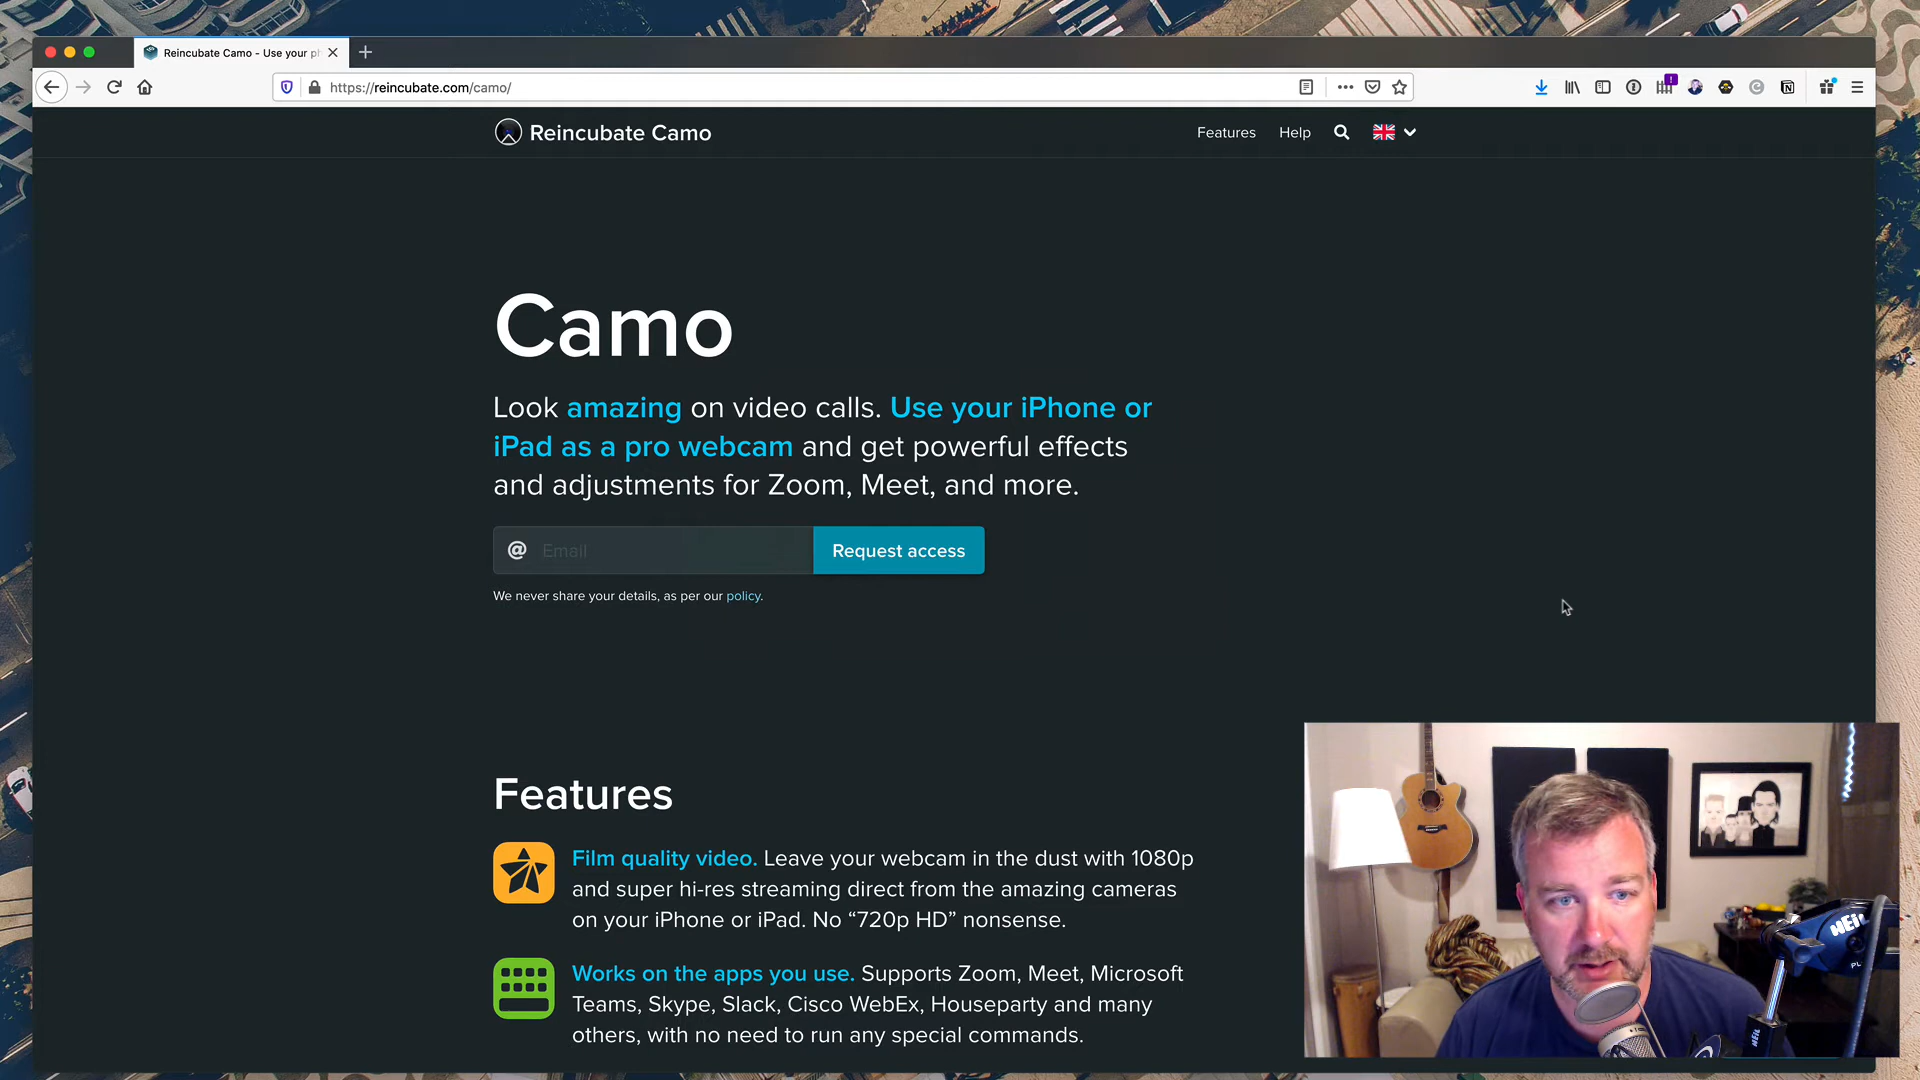 Reincubate Camo - Use your ph
https://reincubate.com/camo/
Reincubate Camo
Features
Help
Camo
Look amazing on video calls. Use your iPhone or
iPad as a pro webcam and get powerful effects
and adjustments for Zoom, Meet, and more.
@ Email
Request access
We never share your details, as per our policy.
Features
Film quality video. Leave your webcam in the dust with 1080p
and super hi-res streaming direct from the amazing cameras
on your iPhone or iPad. No “720p HD” nonsense.
Works on the apps you use. Supports Zoom, Meet, Microsoft
Teams, Skype, Slack, Cisco WebEx, Houseparty and many
others, with no need to run any special commands.
HEiL
PL
HEiL